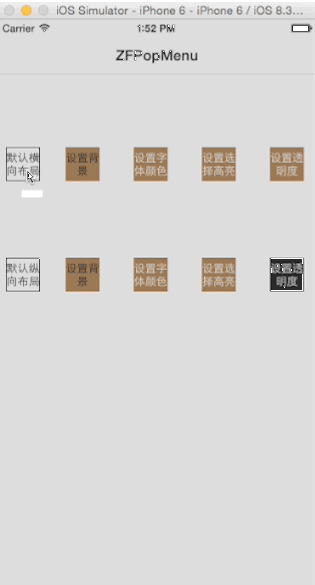 iOS Simulator - iPhone 6 - iPhone 6 / iOS 8.3...
Carrier 1:52 PM
ZFPopMenu
默认横
向布局
设置背
景
设置字
体颜色
设置选
择高亮
设置透
明度
默认纵
向布局
设置背
景
设置字
体颜色
设置选
择高亮
设置透
明度